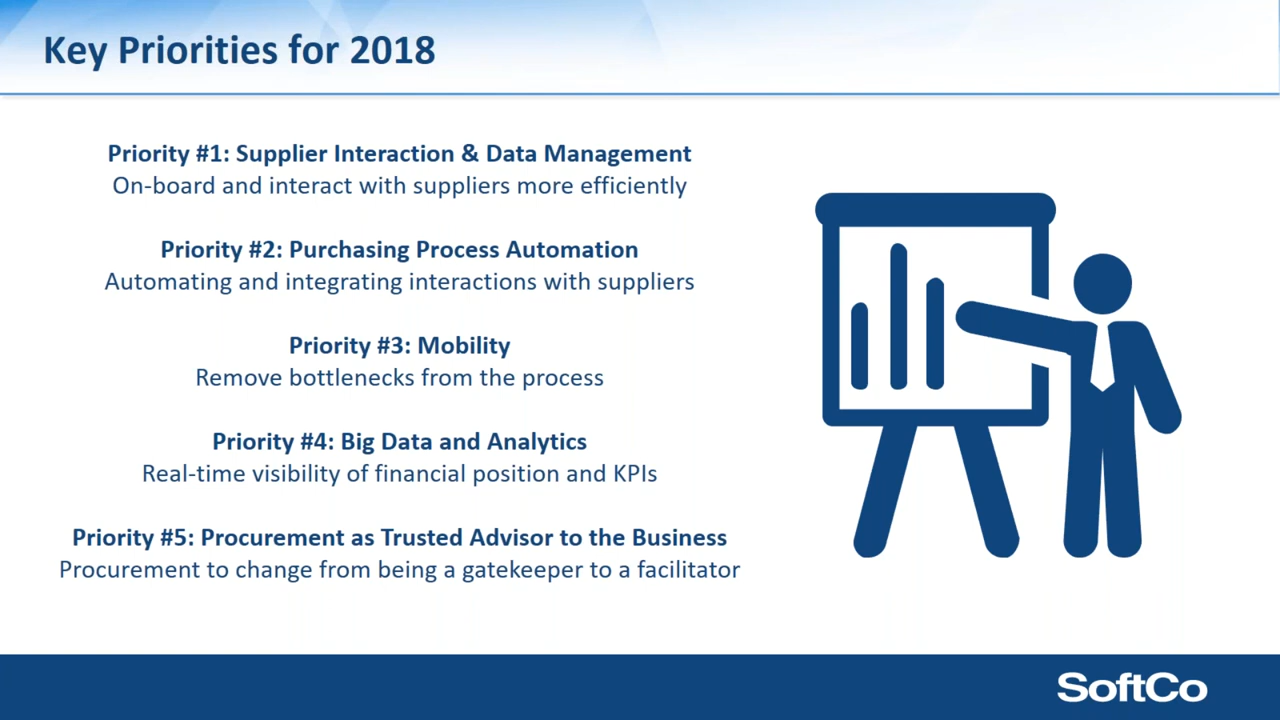 Key Priorities for 2018
Priority #1: Supplier Interaction & Data Management
On-board and interact with suppliers more efficiently
Priority #2: Purchasing Process Automation
Automating and integrating interactions with suppliers
Priority #3: Mobility
Remove bottlenecks from the process
Priority #4: Big Data and Analytics
Real-time visibility of financial position and KPIs
Priority #5: Procurement as Trusted Advisor to the Business
Procurement to change from being a gatekeeper to a facilitator
SoftCo